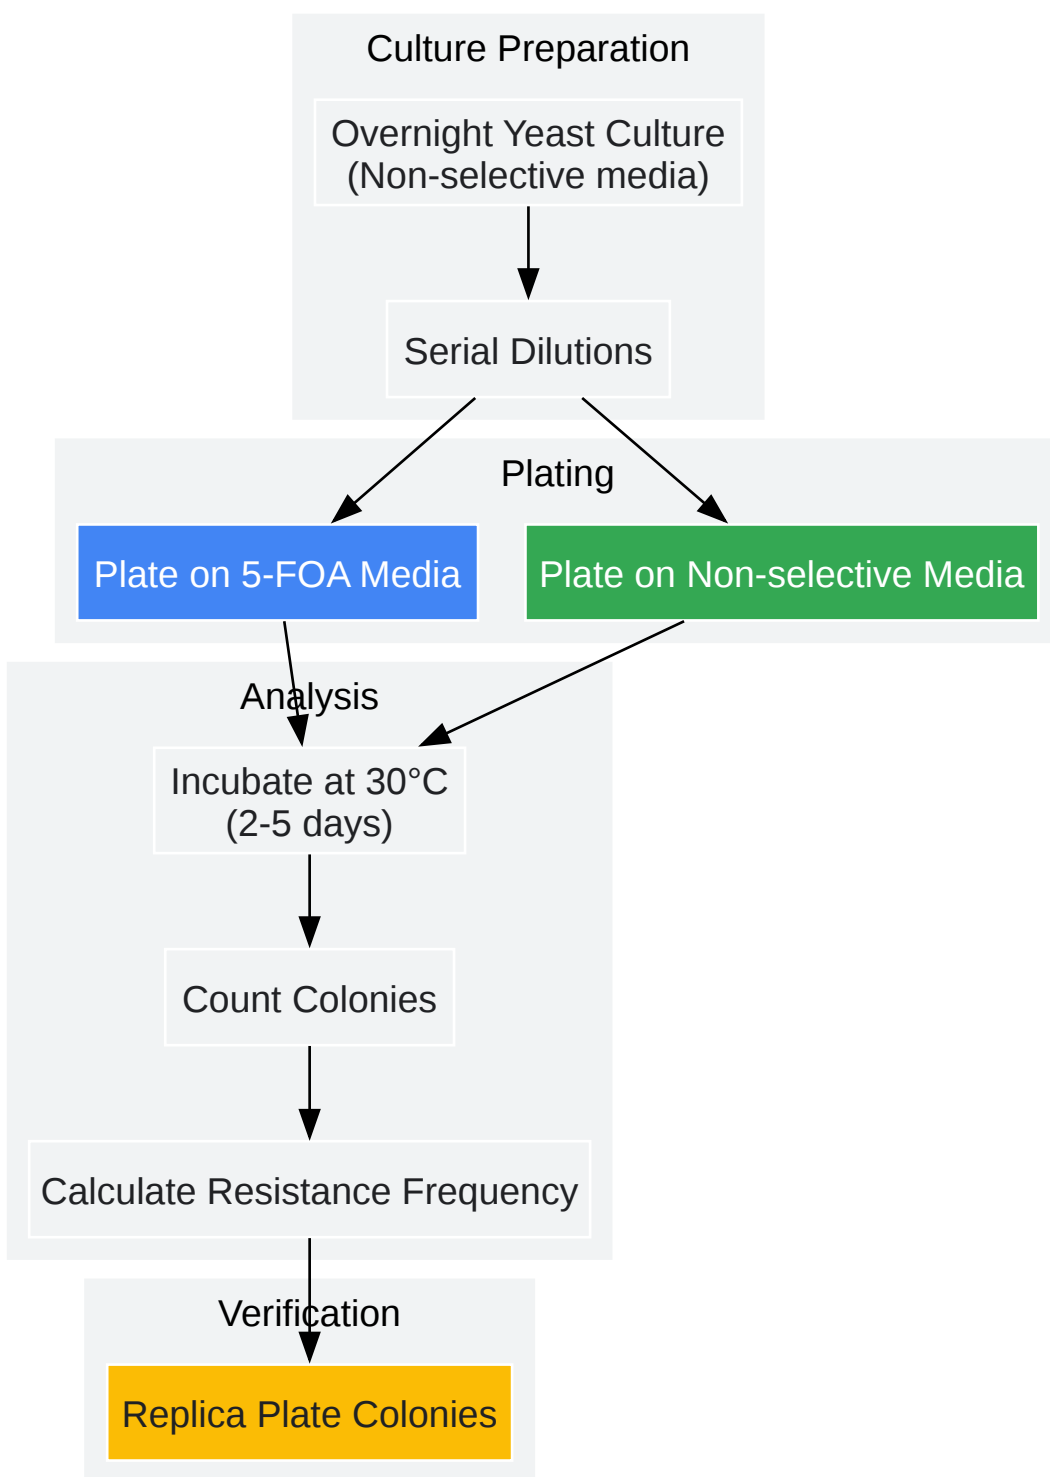 Culture Preparation
Overnight Yeast Culture
(Non-selective media)
Serial Dilutions
Plating
Plate on 5-FOA Media
Plate on Non-selective Media
Analysis
Incubate at 30°C
(2-5 days)
Count Colonies
Calculate Resistance Frequency
Verification
Replica Plate Colonies